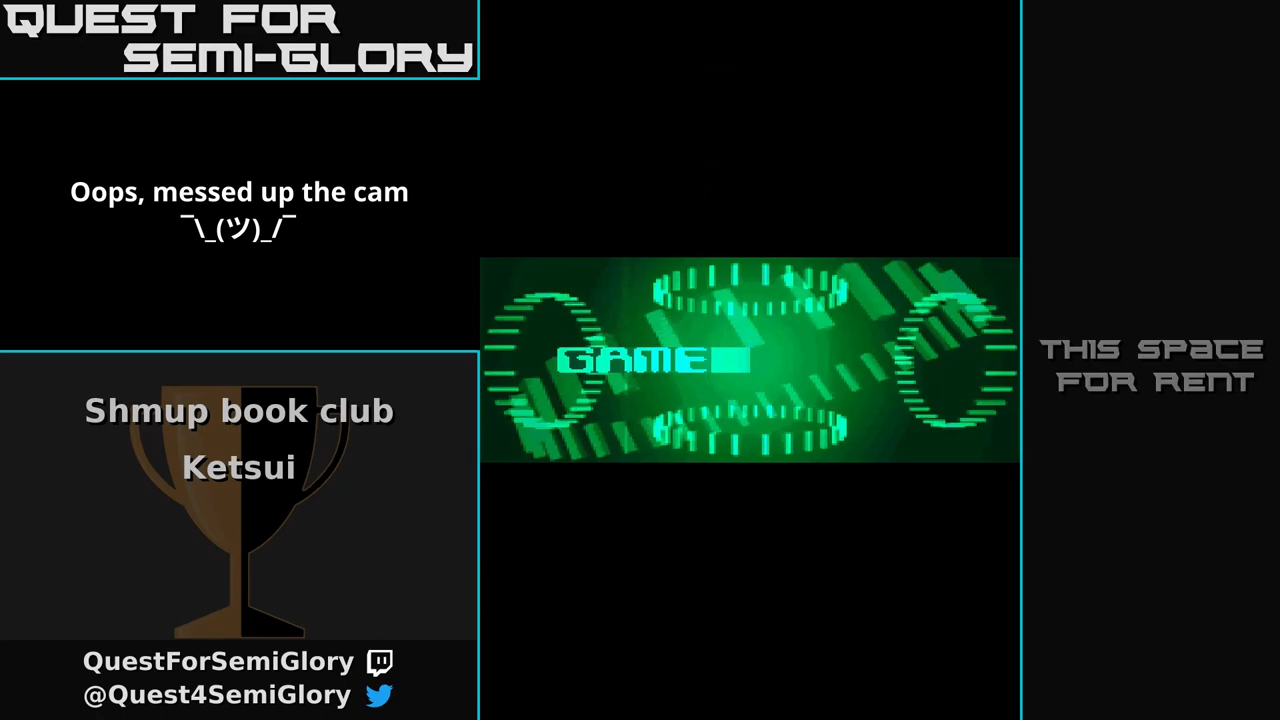 QUEST FOR
SEMI-GLORY
Oops, messed up the cam
¯\_(ツ)_/¯
Shmup book club
Ketsui
QuestForSemiGlory
@Quest4SemiGlory
GAME
THIS SPACE
FOR RENT